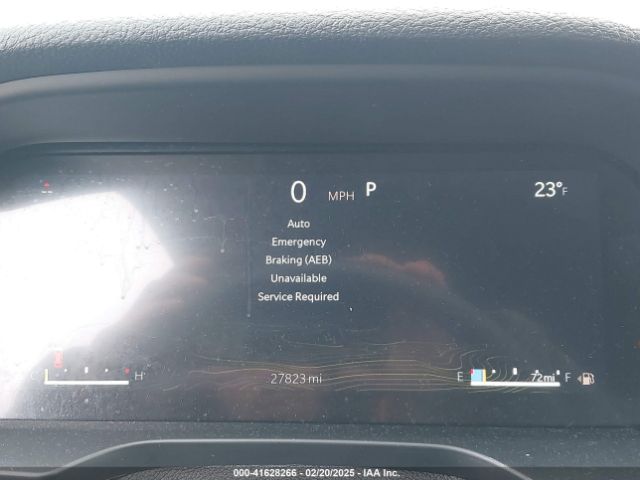 0 MPH P 23°F
Auto
Emergency
Braking (AEB)
Unavailable
Service Required
C H 27823 mi E 72mi F
000-41628266 - 02/20/2025 - IAA Inc.